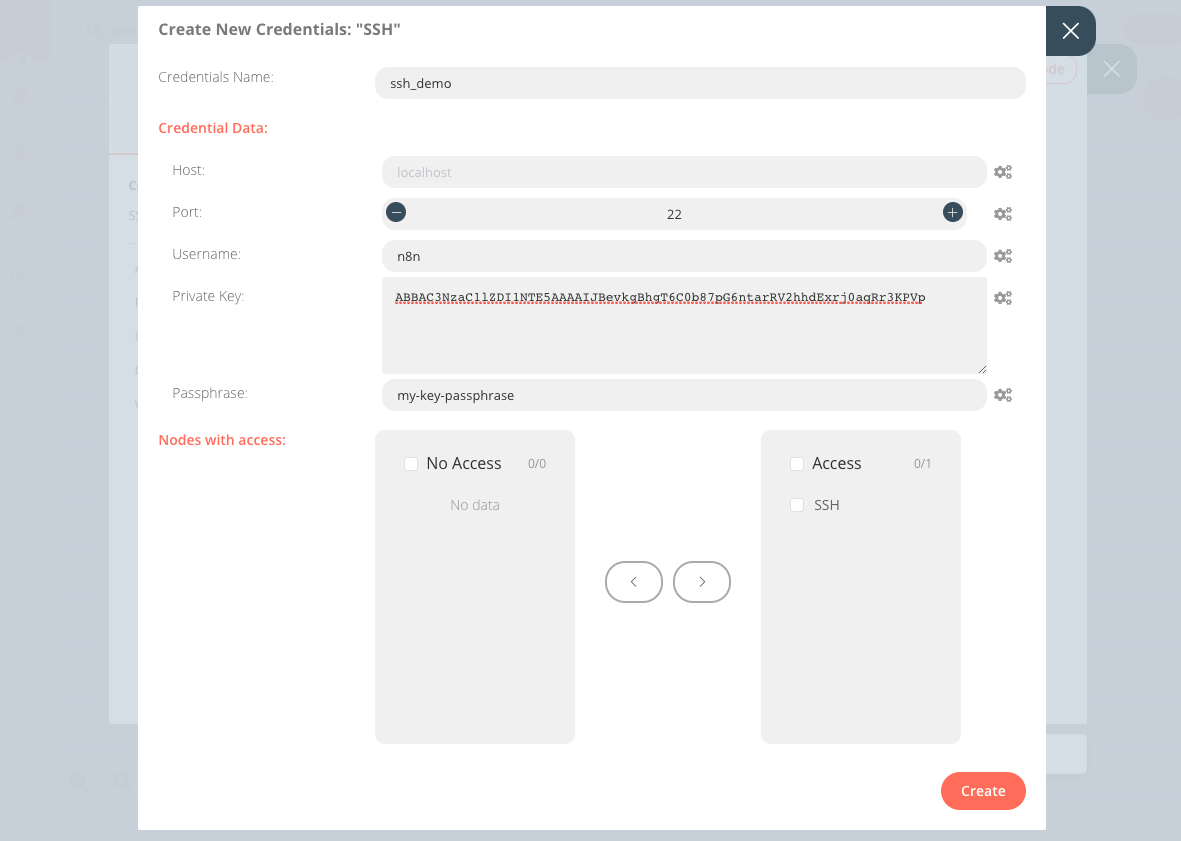 Create New Credentials: "SSH"
Credentials Name:
ssh_demo
Credential Data:
Host:
localhost
Port:
22
Username:
n8n
Private Key:
ABBAC3NzaC1lZDI1NTE5AAAAIJBevkgBhgT6C0b87pG6ntarRV2hhdExrj0aqRr3KPVp
Passphrase:
my-key-passphrase
Nodes with access:
No Access 0/0
No data
Access 0/1
SSH
Create